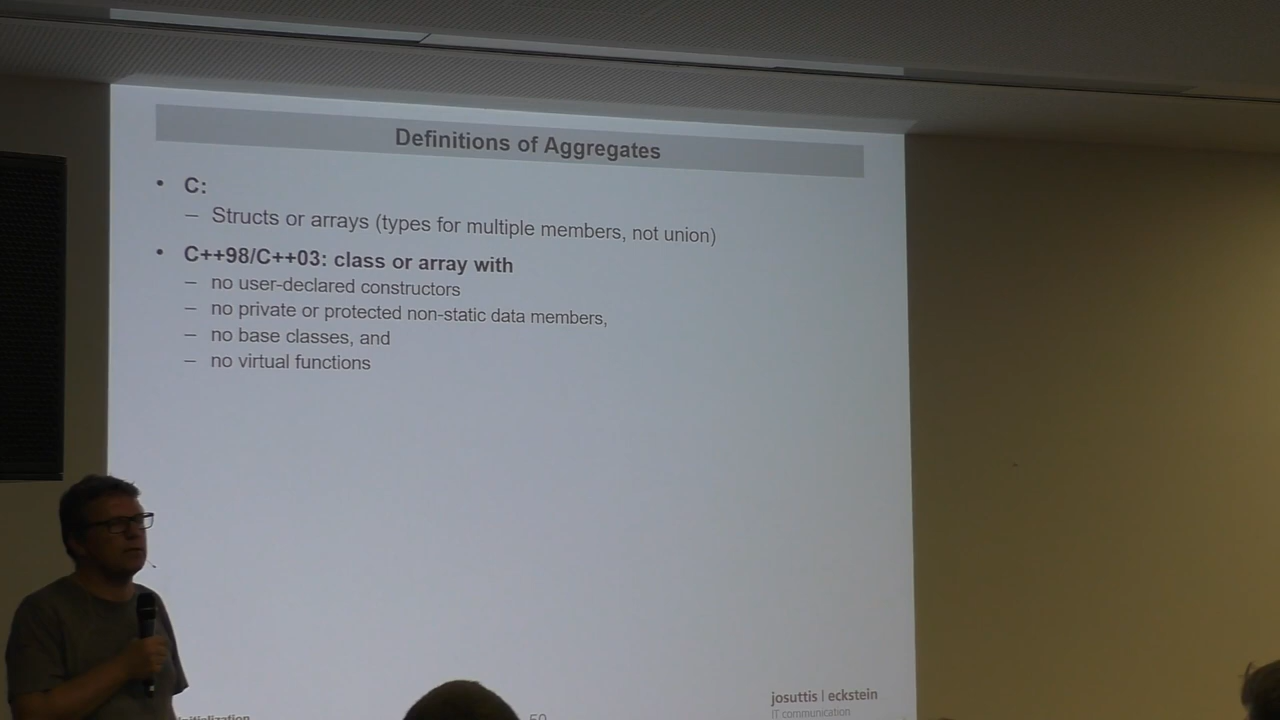 Definitions of Aggregates
• C:
– Structs or arrays (types for multiple members, not union)
• C++98/C++03: class or array with
– no user-declared constructors
– no private or protected non-static data members,
– no base classes, and
– no virtual functions
josuttis | eckstein
IT communication